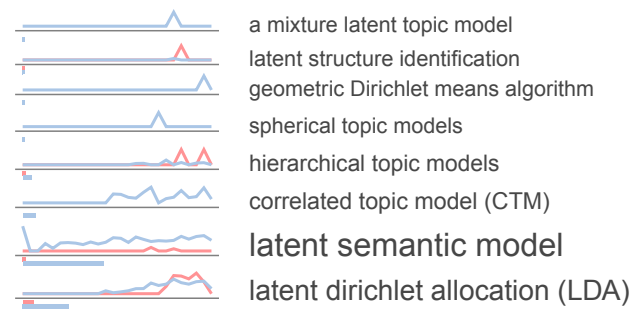 a mixture latent topic model
latent structure identification
geometric Dirichlet means algorithm
spherical topic models
hierarchical topic models
correlated topic model (CTM)
latent semantic model
latent dirichlet allocation (LDA)